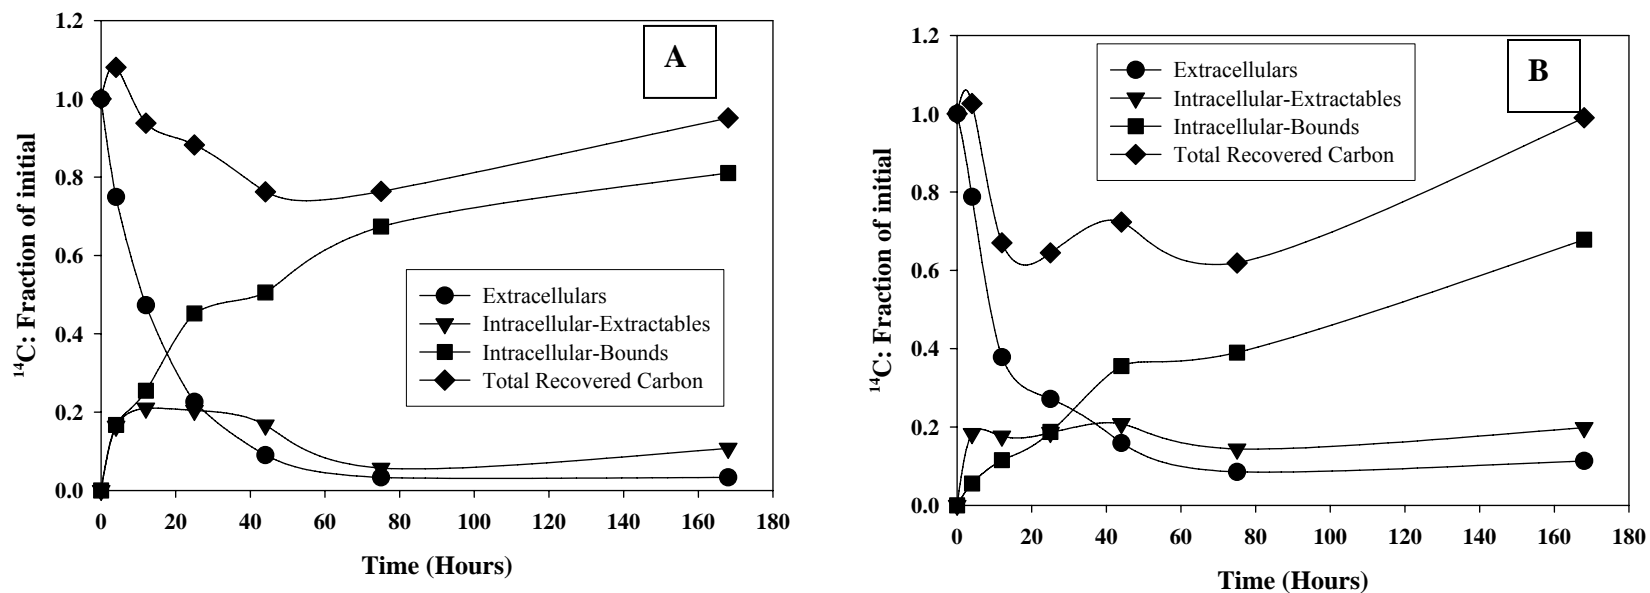 A
¹⁴C: Fraction of initial
1.2
1.0
0.8
0.6
0.4
0.2
0.0
Extracellulars
Intracellular-Extractables
Intracellular-Bounds
Total Recovered Carbon
0 20 40 60 80 100 120 140 160 180
Time (Hours)
B
¹⁴C: Fraction of initial
1.2
1.0
0.8
0.6
0.4
0.2
0.0
Extracellulars
Intracellular-Extractables
Intracellular-Bounds
Total Recovered Carbon
0 20 40 60 80 100 120 140 160 180
Time (Hours)